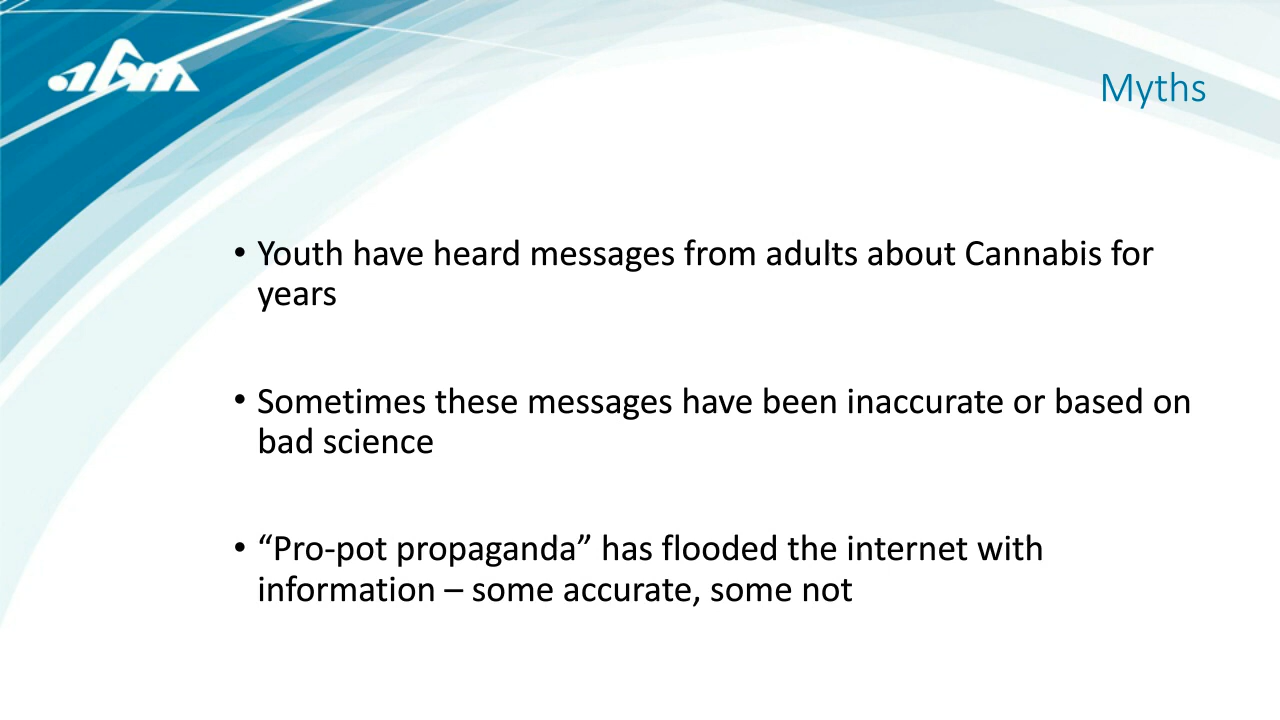 afm
Myths
• Youth have heard messages from adults about Cannabis for
years
• Sometimes these messages have been inaccurate or based on
bad science
• “Pro-pot propaganda” has flooded the internet with
information – some accurate, some not